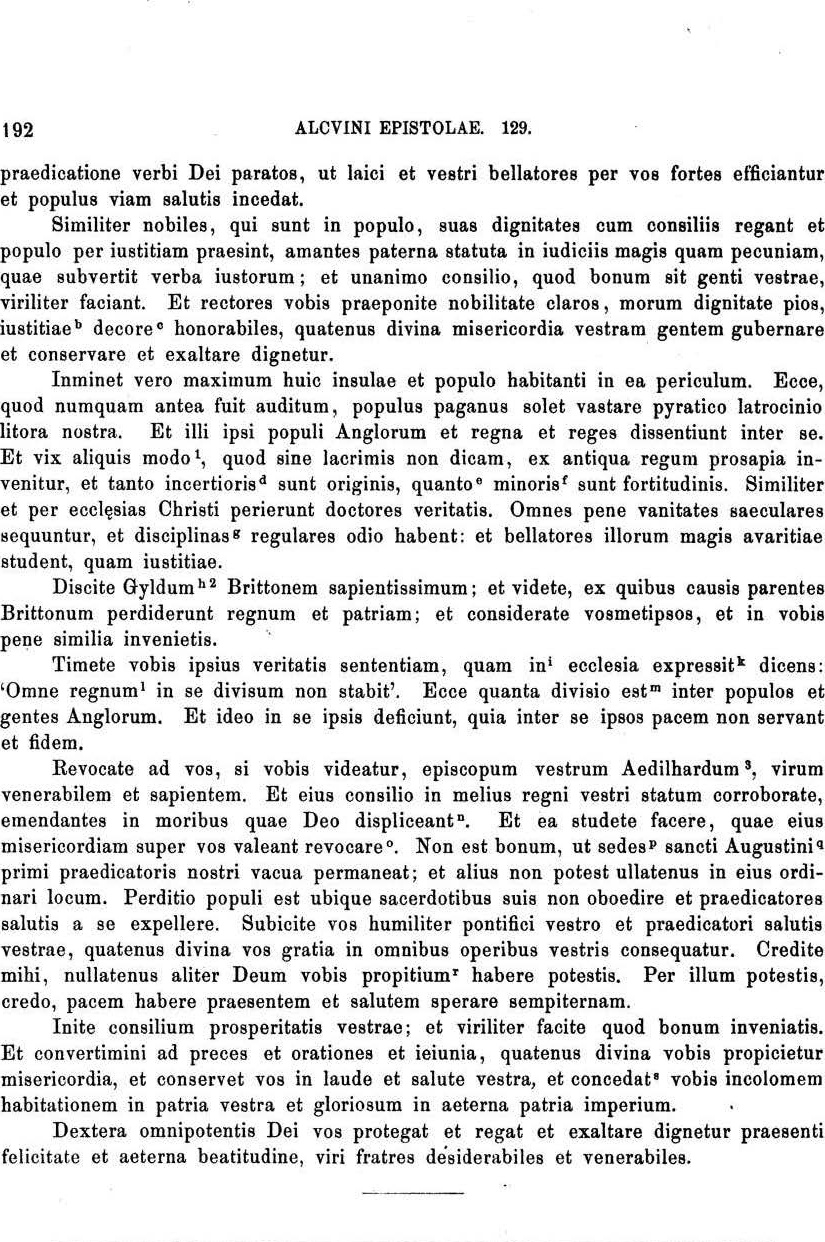 192 ALCVINI EPISTOLAE. 129.
praedicatione verbi Dei paratos, ut laici et vestri bellatores per vos fortes efficiantur
et populus viam salutis incedat.
Similiter nobiles, qui sunt in populo, suas dignitates cum consiliis regant et
populo per iustitiam praesint, amantes paterna statuta in iudiciis magis quam pecuniam,
quae subvertit verba iustorum; et unanimo consilio, quod bonum sit genti vestrae,
viriliter faciant. Et rectores vobis praeponite nobilitate claros, morum dignitate pios,
iustitiae ᵇ decore ᶜ honorabiles, quatenus divina misericordia vestram gentem gubernare
et conservare et exaltare dignetur.
Inminet vero maximum huic insulae et populo habitanti in ea periculum. Ecce,
quod numquam antea fuit auditum, populus paganus solet vastare pyratico latrocinio
litora nostra. Et illi ipsi populi Anglorum et regna et reges dissentiunt inter se.
Et vix aliquis modo ¹, quod sine lacrimis non dicam, ex antiqua regum prosapia in-
venitur, et tanto incertioris ᵈ sunt originis, quanto ᵉ minoris ᶠ sunt fortitudinis. Similiter
et per ecclęsias Christi perierunt doctores veritatis. Omnes pene vanitates saeculares
sequuntur, et disciplinas ᵍ regulares odio habent: et bellatores illorum magis avaritiae
student, quam iustitiae.
Discite Gyldum ʰ ² Brittonem sapientissimum; et videte, ex quibus causis parentes
Brittonum perdiderunt regnum et patriam; et considerate vosmetipsos, et in vobis
pene similia invenietis.
Timete vobis ipsius veritatis sententiam, quam in ⁱ ecclesia expressit ᵏ dicens:
‘Omne regnum ˡ in se divisum non stabit’. Ecce quanta divisio est ᵐ inter populos et
gentes Anglorum. Et ideo in se ipsis deficiunt, quia inter se ipsos pacem non servant
et fidem.
Revocate ad vos, si vobis videatur, episcopum vestrum Aedilhardum ³, virum
venerabilem et sapientem. Et eius consilio in melius regni vestri statum corroborate,
emendantes in moribus quae Deo displiceant ⁿ. Et ea studete facere, quae eius
misericordiam super vos valeant revocare ᵒ. Non est bonum, ut sedes ᵖ sancti Augustini q
primi praedicatoris nostri vacua permaneat; et alius non potest ullatenus in eius ordi-
nari locum. Perditio populi est ubique sacerdotibus suis non oboedire et praedicatores
salutis a se expellere. Subicite vos humiliter pontifici vestro et praedicatori salutis
vestrae, quatenus divina vos gratia in omnibus operibus vestris consequatur. Credite
mihi, nullatenus aliter Deum vobis propitium ʳ habere potestis. Per illum potestis,
credo, pacem habere praesentem et salutem sperare sempiternam.
Inite consilium prosperitatis vestrae; et viriliter facite quod bonum inveniatis.
Et convertimini ad preces et orationes et ieiunia, quatenus divina vobis propicietur
misericordia, et conservet vos in laude et salute vestra, et concedat ˢ vobis incolomem
habitationem in patria vestra et gloriosum in aeterna patria imperium.
Dextera omnipotentis Dei vos protegat et regat et exaltare dignetur praesenti
felicitate et aeterna beatitudine, viri fratres desiderabiles et venerabiles.